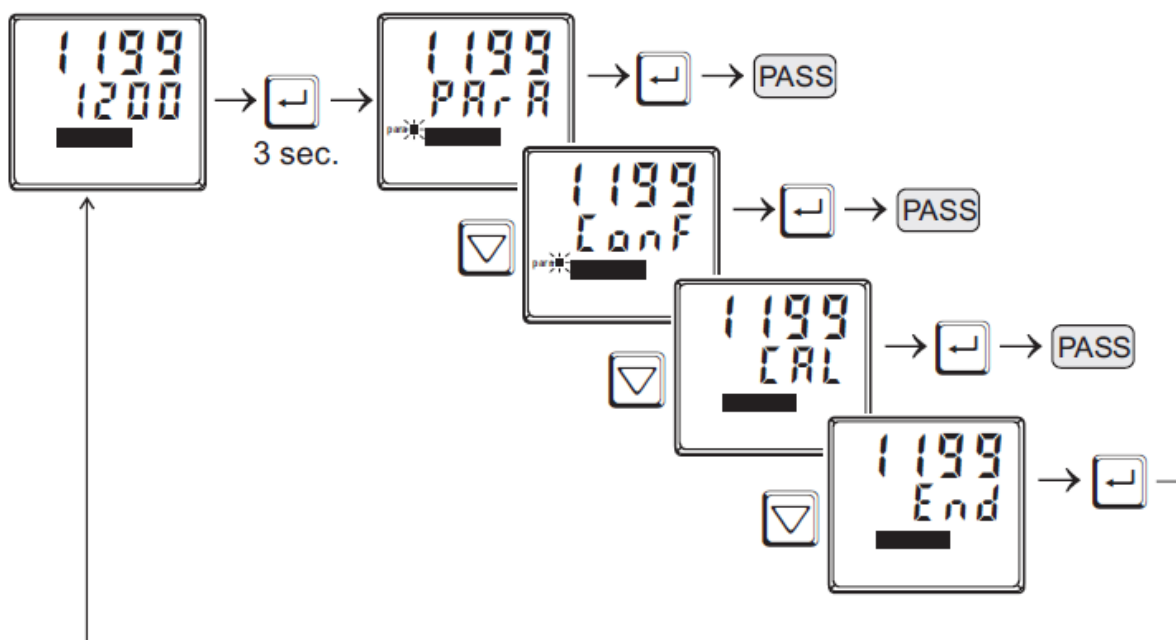 1199
1200
3 sec.
1199
PArA
para
PASS
1199
ConF
para
PASS
1199
CAL
PASS
1199
End